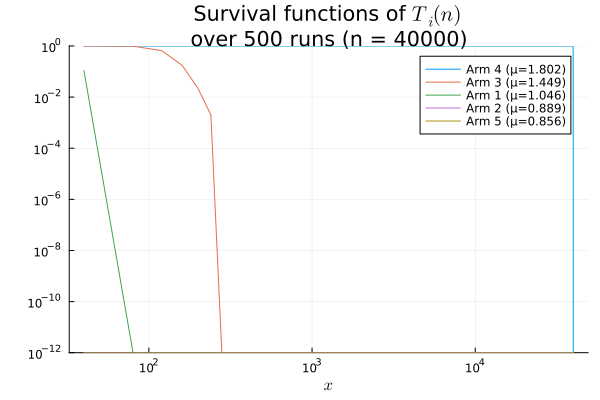 Survival functions of T_i(n)
over 500 runs (n = 40000)
10^0
10^-2
10^-4
10^-6
10^-8
10^-10
10^-12
Arm 4 (μ=1.802)
Arm 3 (μ=1.449)
Arm 1 (μ=1.046)
Arm 2 (μ=0.889)
Arm 5 (μ=0.856)
10^2
10^3
10^4
x